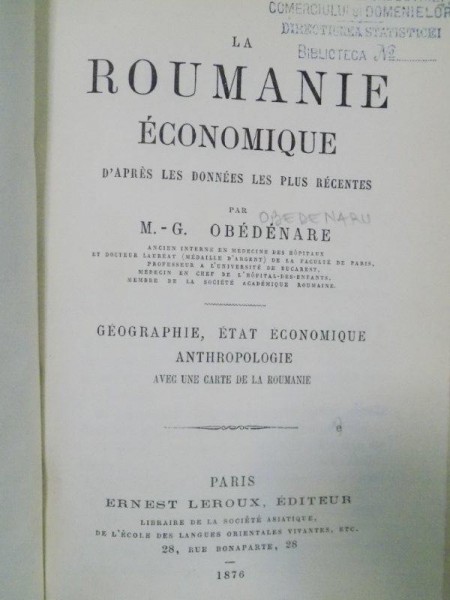 COMERCIULUI ȘI DOMENIELOR
DIRECTIUNEA STATISTICEI
BIBLIOTECA №
LA
ROUMANIE
ÉCONOMIQUE
D'APRÈS LES DONNÉES LES PLUS RÉCENTES
PAR
OBEDENARU
M.-G. OBÉDÉNARE
ANCIEN INTERNE EN MÉDECINE DES HÔPITAUX
ET DOCTEUR LAURÉAT (MÉDAILLE D'ARGENT) DE LA FACULTÉ DE PARIS,
PROFESSEUR A L'UNIVERSITÉ DE BUCAREST,
MÉDECIN EN CHEF DE L'HÔPITAL-DES-ENFANTS,
MEMBRE DE LA SOCIÉTÉ ACADÉMIQUE ROUMAINE.
GÉOGRAPHIE, ÉTAT ÉCONOMIQUE
ANTHROPOLOGIE
AVEC UNE CARTE DE LA ROUMANIE
PARIS
ERNEST LEROUX, ÉDITEUR
LIBRAIRE DE LA SOCIÉTÉ ASIATIQUE,
DE L'ÉCOLE DES LANGUES ORIENTALES VIVANTES, ETC.
28, RUE BONAPARTE, 28
1876